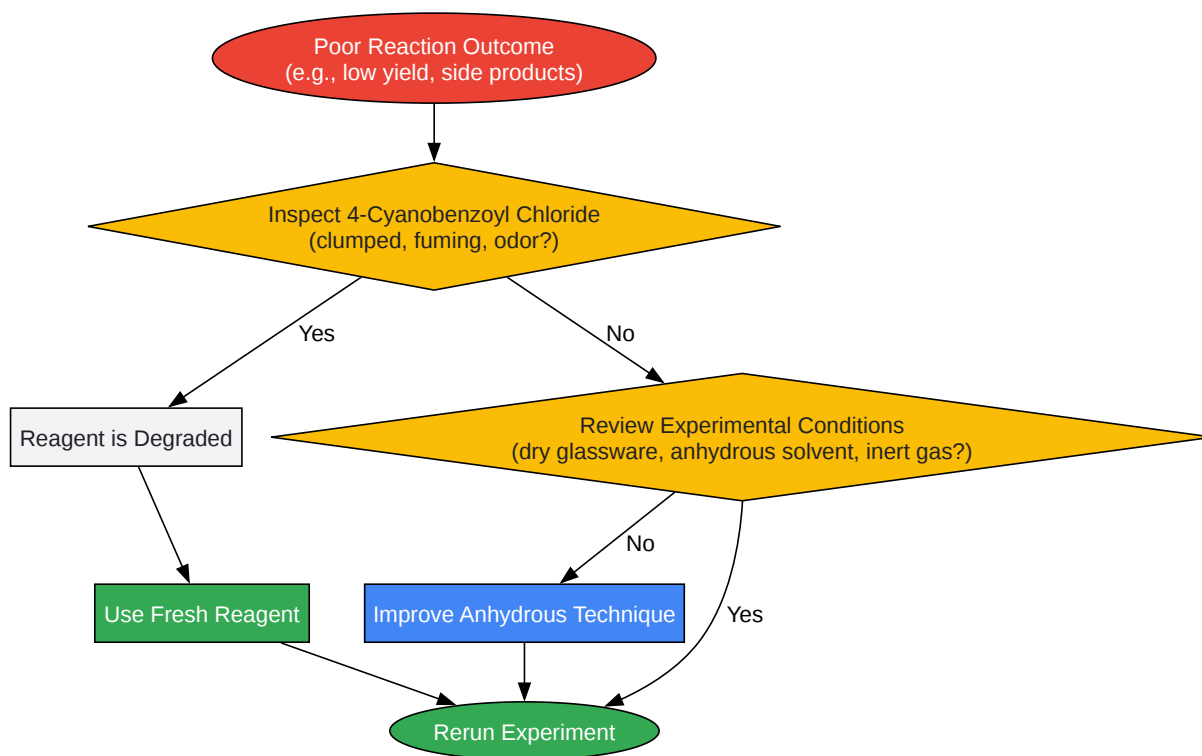 Poor Reaction Outcome
(e.g., low yield, side products)
Inspect 4-Cyanobenzoyl Chloride
(clumped, fuming, odor?)
Yes
No
Reagent is Degraded
Review Experimental Conditions
(dry glassware, anhydrous solvent, inert gas?)
No
Yes
Use Fresh Reagent
Improve Anhydrous Technique
Rerun Experiment